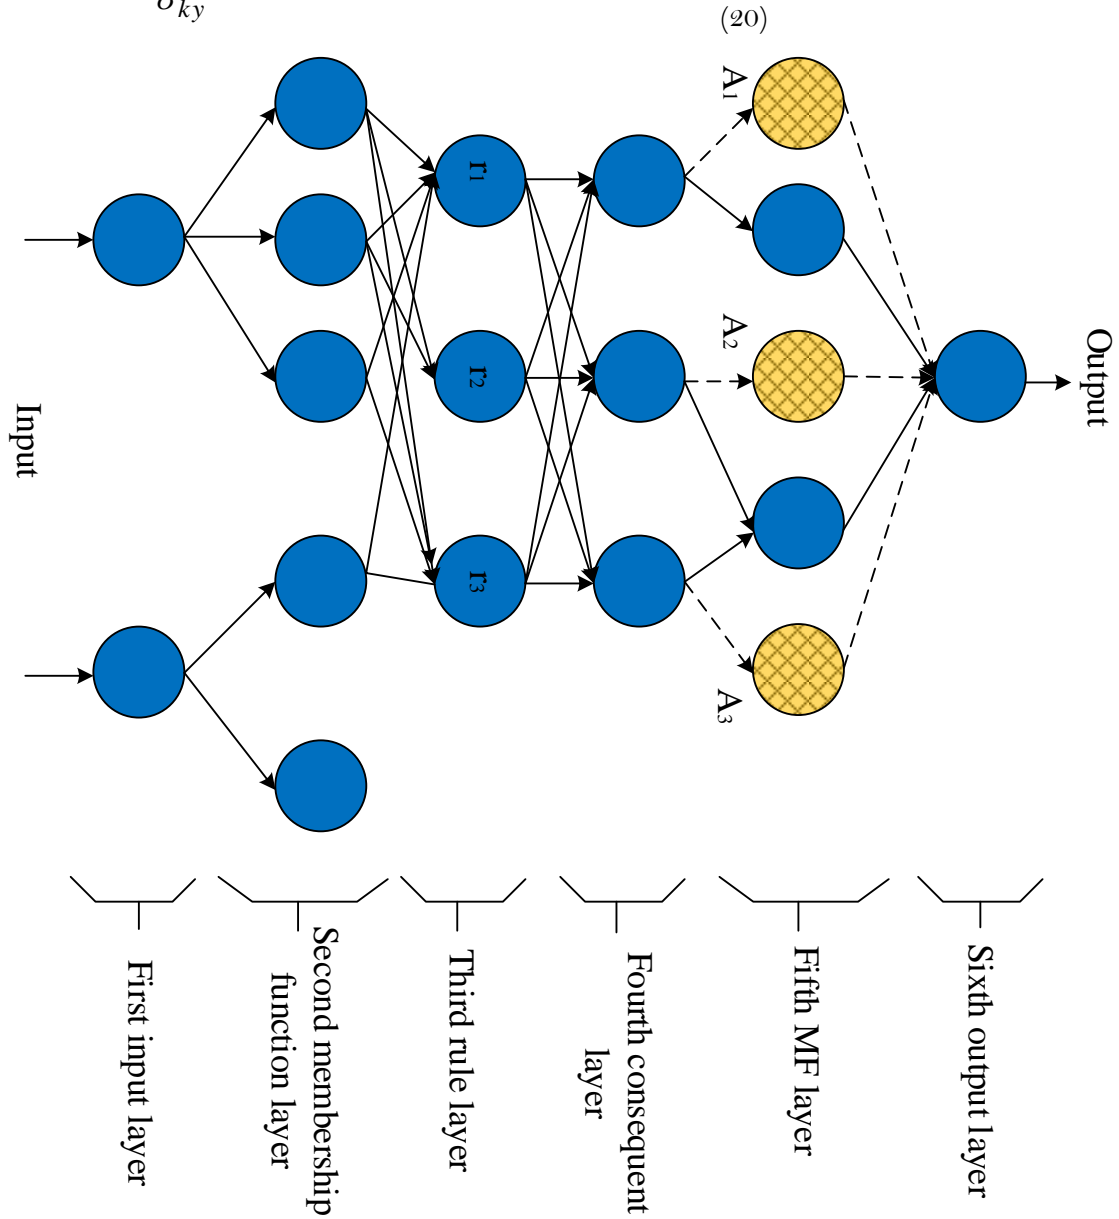 σ_ky
(20)
A1
A2
A3
r1
r2
r3
Input
Output
First input layer
Second membership
function layer
Third rule layer
Fourth consequent
layer
Fifth MF layer
Sixth output layer